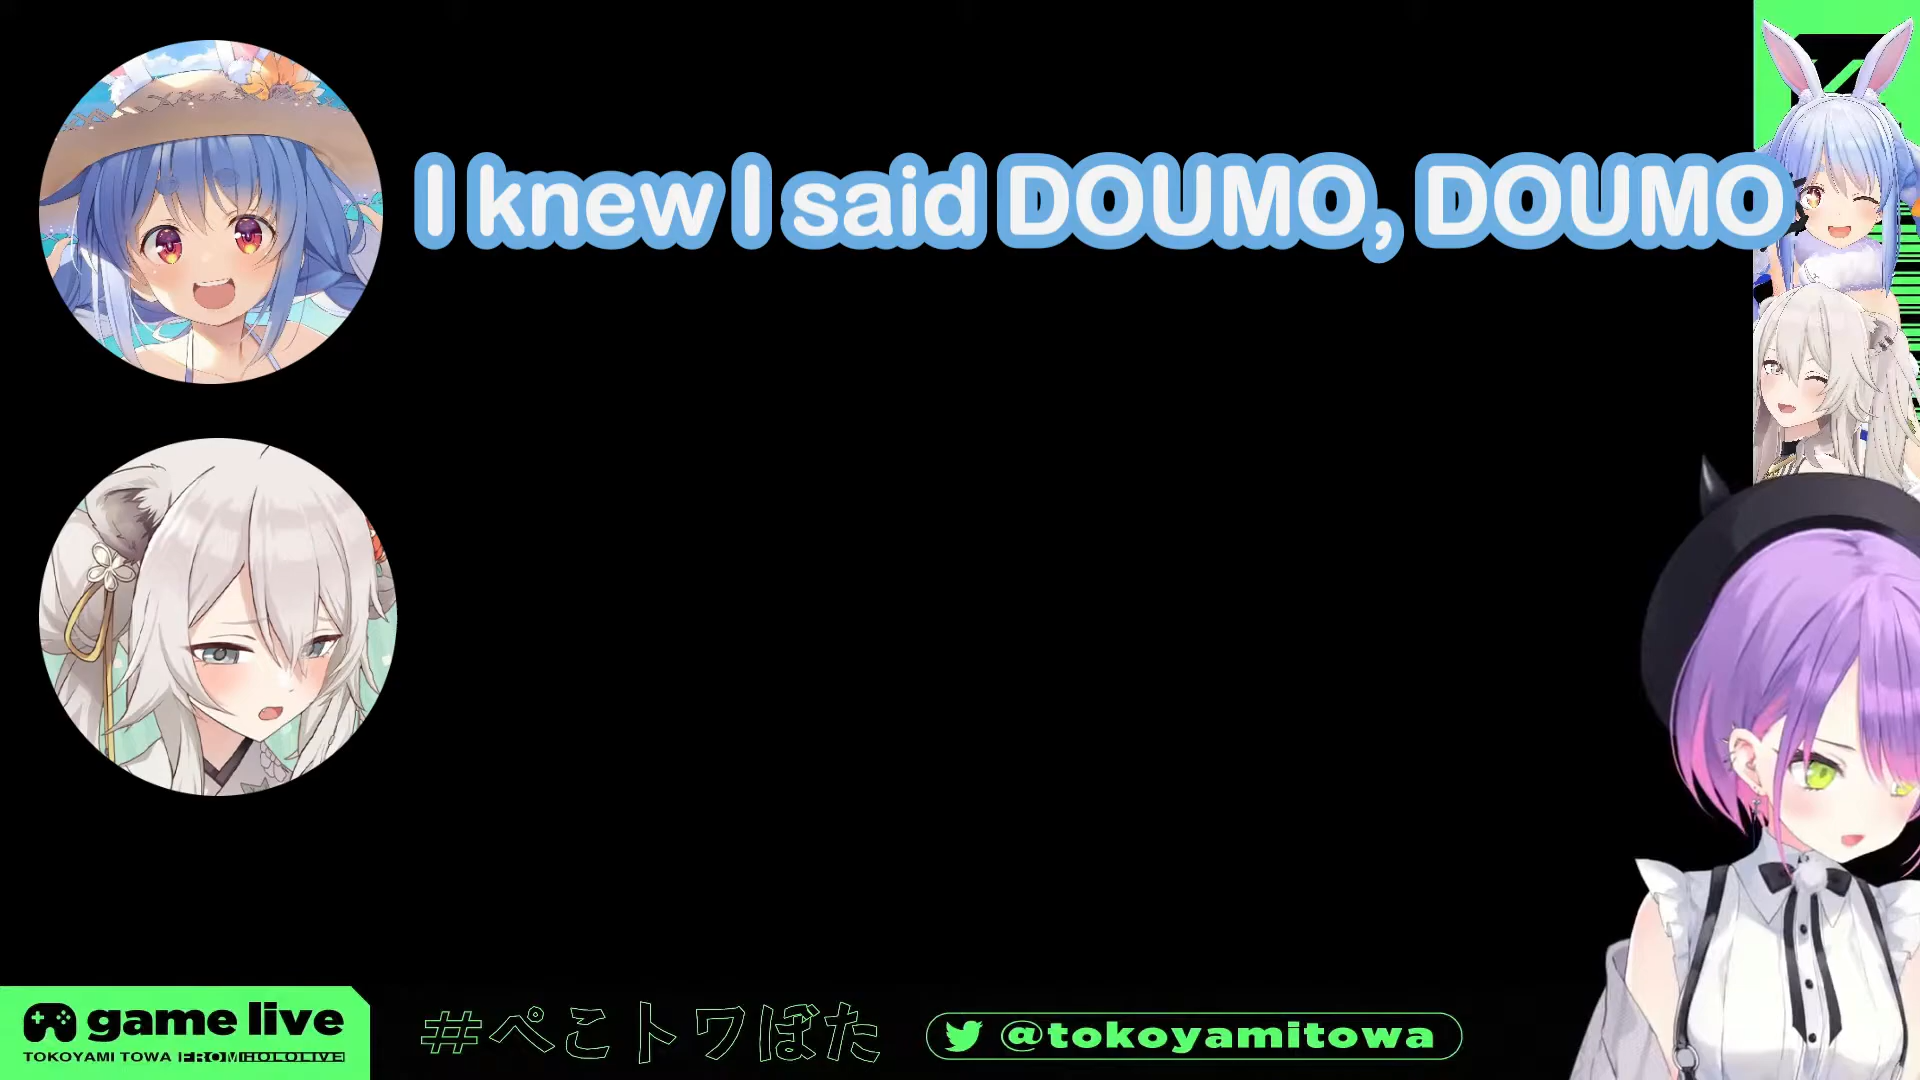 I knew I said DOUMO, DOUMO
game live
TOKOYAMI TOWA FROM HOLOLIVE
#ぺこトワぼた
@tokoyamitowa